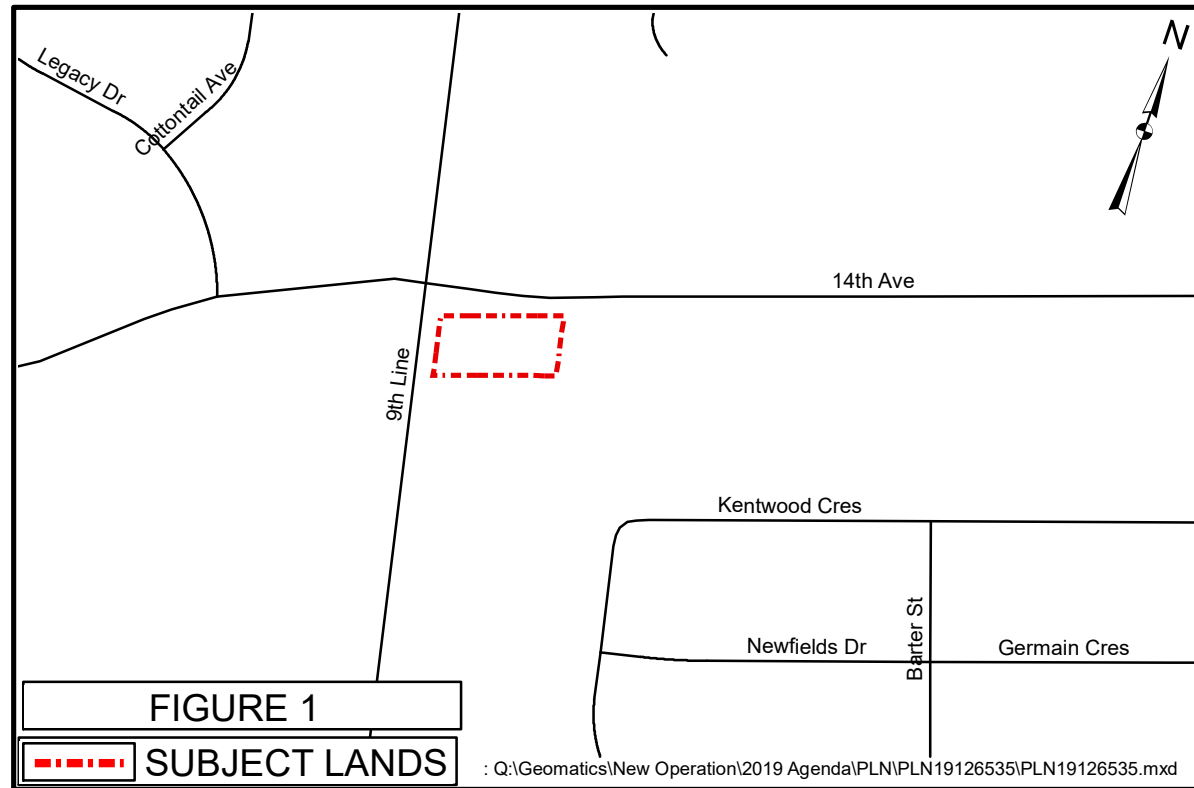 N
Legacy Dr
Cottontail Ave
14th Ave
9th Line
Kentwood Cres
Barter St
Newfields Dr
Germain Cres
FIGURE 1
SUBJECT LANDS
: Q:\Geomatics\New Operation\2019 Agenda\PLN\PLN19126535\PLN19126535.mxd